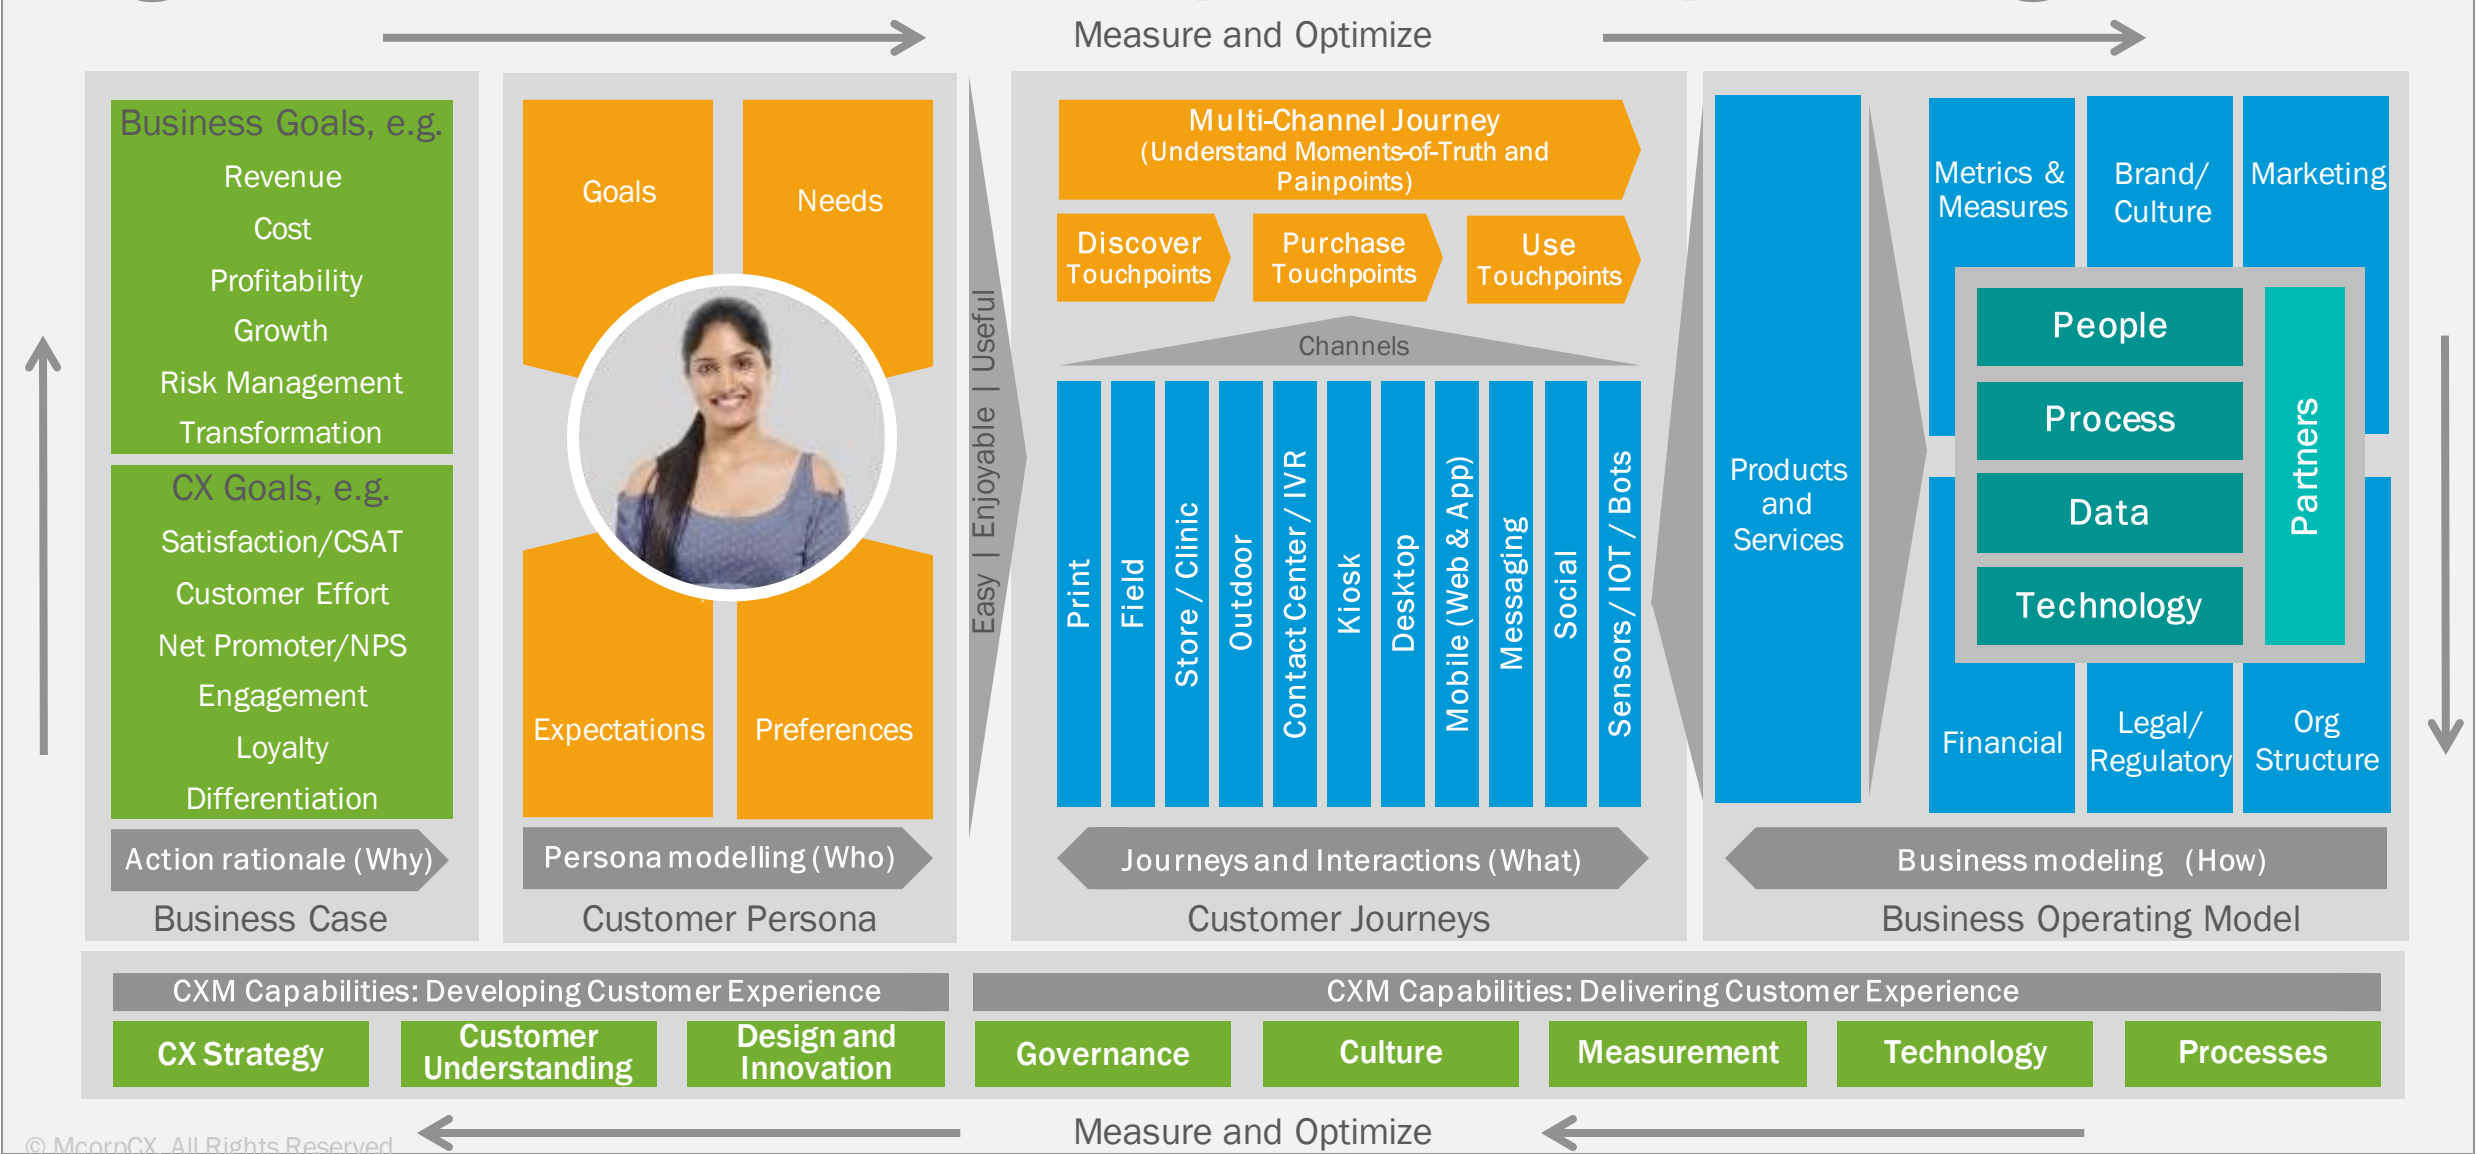 Measure and Optimize
Business Goals, e.g.
Revenue
Cost
Profitability
Growth
Risk Management
Transformation
CX Goals, e.g.
Satisfaction/CSAT
Customer Effort
Net Promoter/NPS
Engagement
Loyalty
Differentiation
Action rationale (Why)
Business Case
Goals
Needs
Expectations
Preferences
Persona modelling (Who)
Customer Persona
Easy | Enjoyable | Useful
Multi-Channel Journey
(Understand Moments-of-Truth and
Painpoints)
Discover
Touchpoints
Purchase
Touchpoints
Use
Touchpoints
Channels
Print
Field
Store / Clinic
Outdoor
Contact Center / IVR
Kiosk
Desktop
Mobile (Web & App)
Messaging
Social
Sensors / IOT / Bots
Journeys and Interactions (What)
Customer Journeys
Products
and
Services
Metrics &
Measures
Brand/
Culture
Marketing
People
Process
Data
Technology
Partners
Financial
Legal/
Regulatory
Org
Structure
Business modeling (How)
Business Operating Model
CXM Capabilities: Developing Customer Experience
CX Strategy
Customer
Understanding
Design and
Innovation
CXM Capabilities: Delivering Customer Experience
Governance
Culture
Measurement
Technology
Processes
Measure and Optimize
© McorpCX. All Rights Reserved